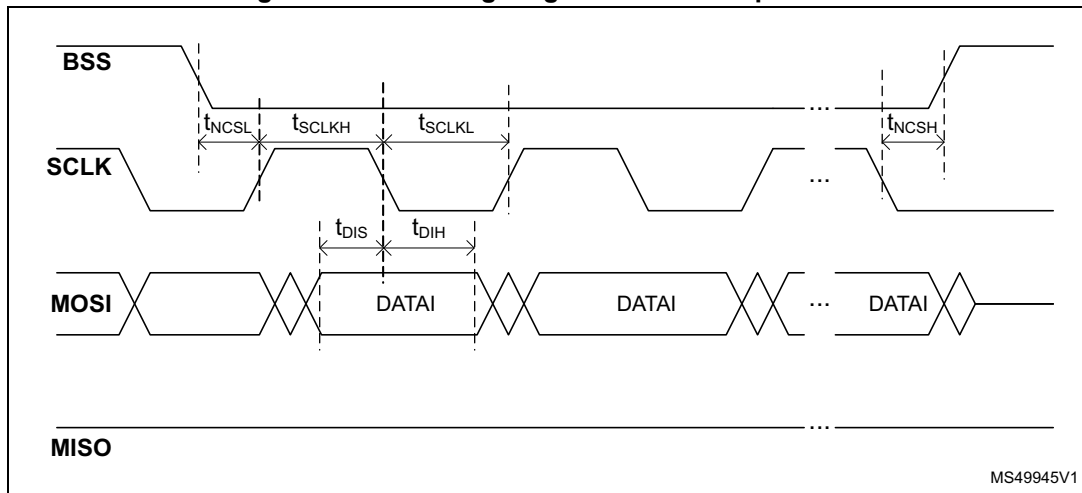 BSS
...
tNCSL tSCLKH tSCLKL tNCSH
SCLK
...
tDIS tDIH
MOSI DATAI DATAI ... DATAI
...
MISO
MS49945V1